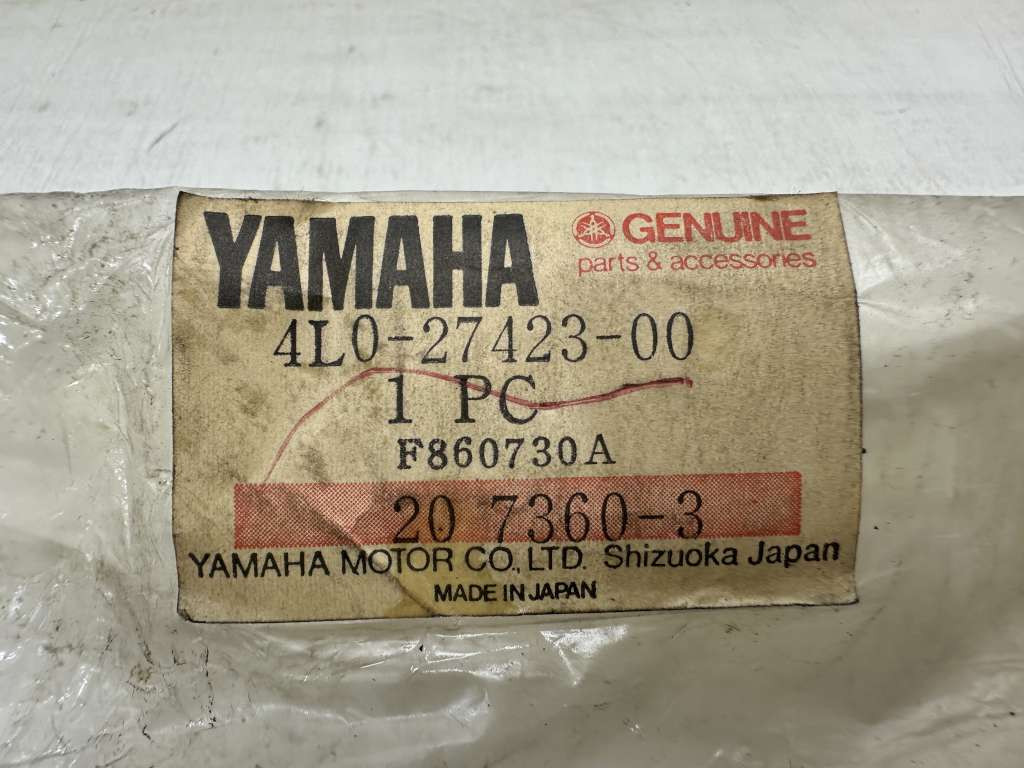 YAMAHA
GENUINE
parts & accessories
4L0-27423-00
1 PC
F860730A
20 7360-3
YAMAHA MOTOR CO., LTD. Shizuoka Japan
MADE IN JAPAN